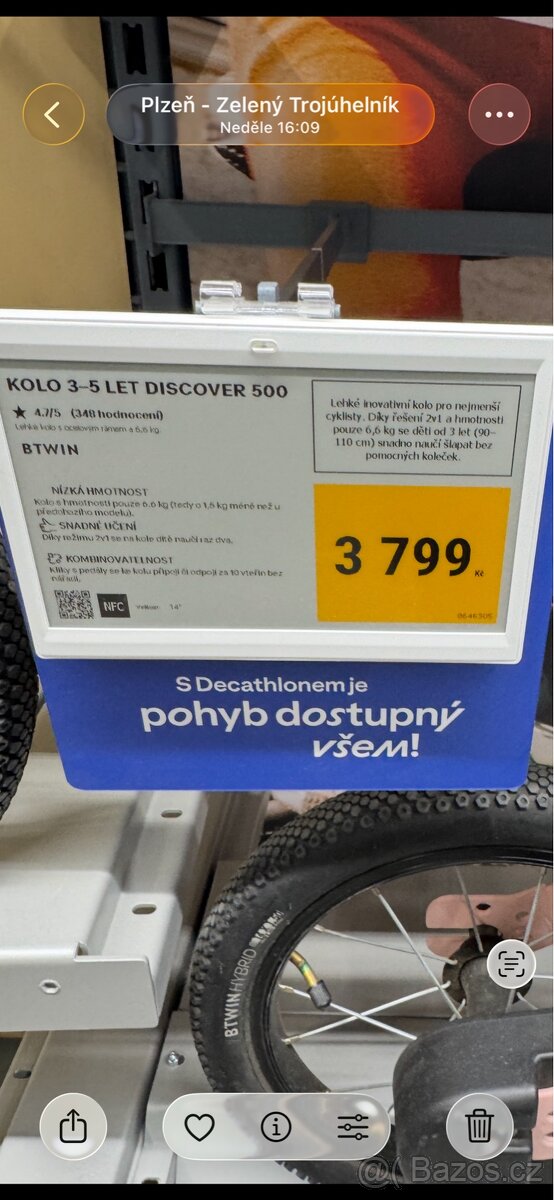 Plzeň - Zelený Trojúhelník
Neděle 16:09
KOLO 3-5 LET DISCOVER 500
★ 4.7/5 (348 hodnocení)
Lehké kolo s ocelovým rámem a 6,6 kg.
BTWIN
Lehké inovativní kolo pro nejmenší
cyklisty. Díky řešení 2v1 a hmotnosti
pouze 6,6 kg se děti od 3 let (90–
110 cm) snadno naučí šlapat bez
pomocných koleček.
NÍZKÁ HMOTNOST
Kolo s hmotností pouze 6.6 kg (tedy o 1,5 kg méně než u
předchozího modelu).
SNADNÉ UČENÍ
Díky režimu 2v1 se na kole dítě naučí raz dva.
KOMBINOVATELNOST
Kliky s pedály se ke kolu připojí či odpojí za 10 vteřin bez
nářadí.
NFC
Velikost 14"
3 799 Kč
S Decathlonem je
pohyb dostupný
všem!
BTWIN HYBRID
@( Bazos.cz